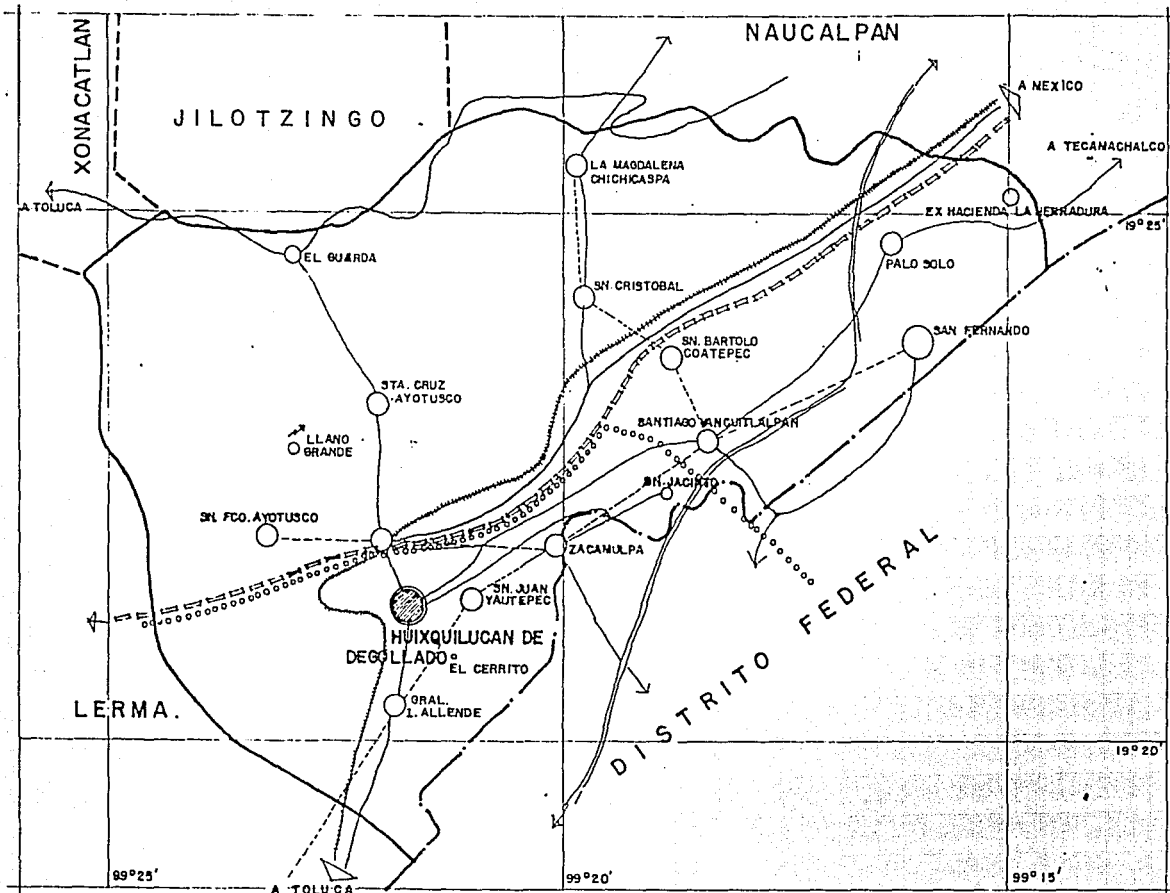 XONACATLAN
JILOTZINGO
NAUCALPAN
A MEXICO
A TECAMACHALCO
LA MAGDALENA
CHICHICASPA
A TOLUCA
EX HACIENDA LA HERRADURA
19°25'
EL GUARDA
PALO SOLO
SN. CRISTOBAL
SAN FERNANDO
SN. BARTOLO
COATEPEC
STA. CRUZ
AYOTUSCO
SANTIAGO YANCUITLALPAN
LLANO
GRANDE
SN. JACINTO
SN. FCO. AYOTUSCO
ZACAMULPA
SN. JUAN
YAUTEPEC
HUIXQUILUCAN DE
DEGOLLADO
EL CERRITO
DISTRITO FEDERAL
LERMA.
GRAL.
I. ALLENDE
19°20'
99°25'
A TOLUCA
99°20'
99°15'